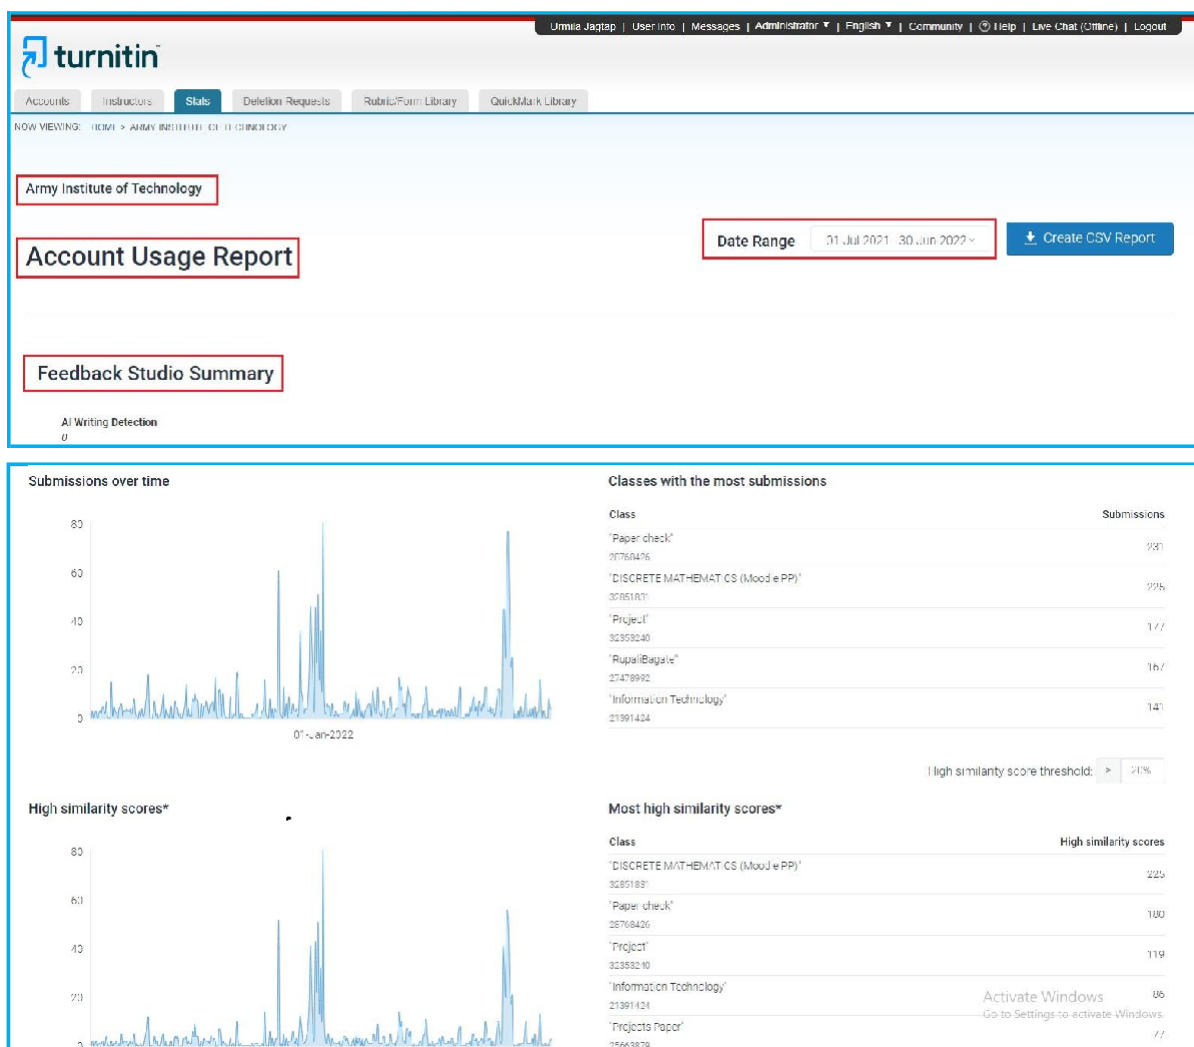 Urmila Jagtap | User Info | Messages | Administrator ▼ | English ▼ | Community | ? Help | Live Chat (Offline) | Logout
turnitin
Accounts Instructors Stats Deletion Requests Rubric/Form Library QuickMark Library
NOW VIEWING: HOME > ARMY INSTITUTE OF TECHNOLOGY
Army Institute of Technology
Account Usage Report
Date Range 01 Jul 2021 - 30 Jun 2022
Create CSV Report
Feedback Studio Summary
AI Writing Detection
0
Submissions over time
80
60
40
20
0
01-Jan-2022
Classes with the most submissions
Class Submissions
"Paper check" 231
28768426
"DISCRETE MATHEMATICS (Moodle PP)" 225
32851831
"Project" 177
32353240
"RupaliBagate" 167
27478992
"Information Technology" 141
21391424
High similarity score threshold: > 20%
High similarity scores*
80
60
40
20
0
Most high similarity scores*
Class High similarity scores
"DISCRETE MATHEMATICS (Moodle PP)" 225
32851831
"Paper check" 180
28768426
"Project" 119
32353240
"Information Technology" 86
21391424
"Projects Paper" 77
25663879
Activate Windows
Go to Settings to activate Windows.